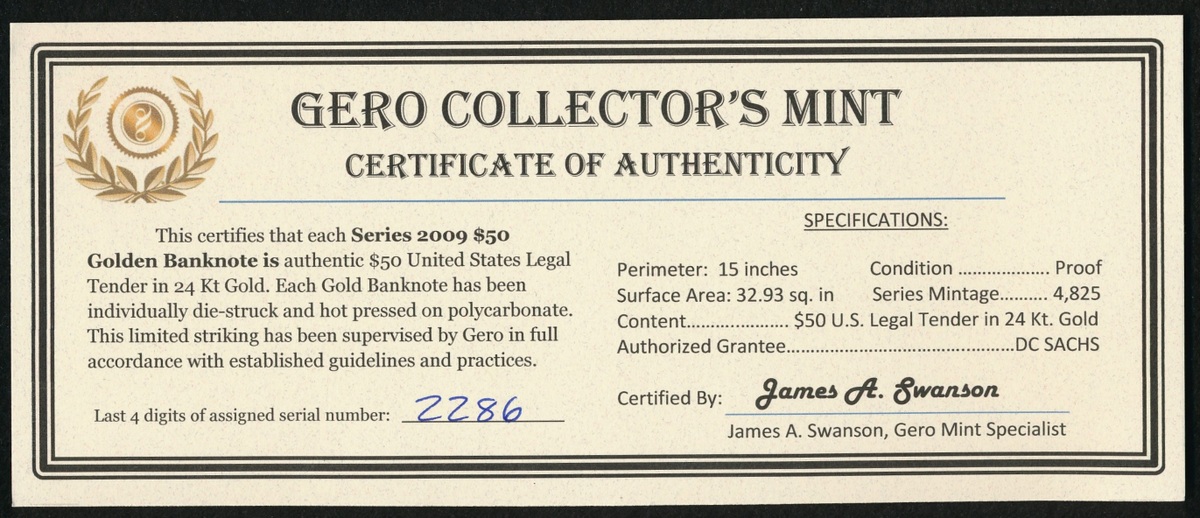 GERO COLLECTOR'S MINT
CERTIFICATE OF AUTHENTICITY
This certifies that each Series 2009 $50
Golden Banknote is authentic $50 United States Legal
Tender in 24 Kt Gold. Each Gold Banknote has been
individually die-struck and hot pressed on polycarbonate.
This limited striking has been supervised by Gero in full
accordance with established guidelines and practices.
Last 4 digits of assigned serial number: 2286
SPECIFICATIONS:
Perimeter: 15 inches Condition .................. Proof
Surface Area: 32.93 sq. in Series Mintage......... 4,825
Content.................... $50 U.S. Legal Tender in 24 Kt. Gold
Authorized Grantee.............................................DC SACHS
Certified By: James A. Swanson
James A. Swanson, Gero Mint Specialist